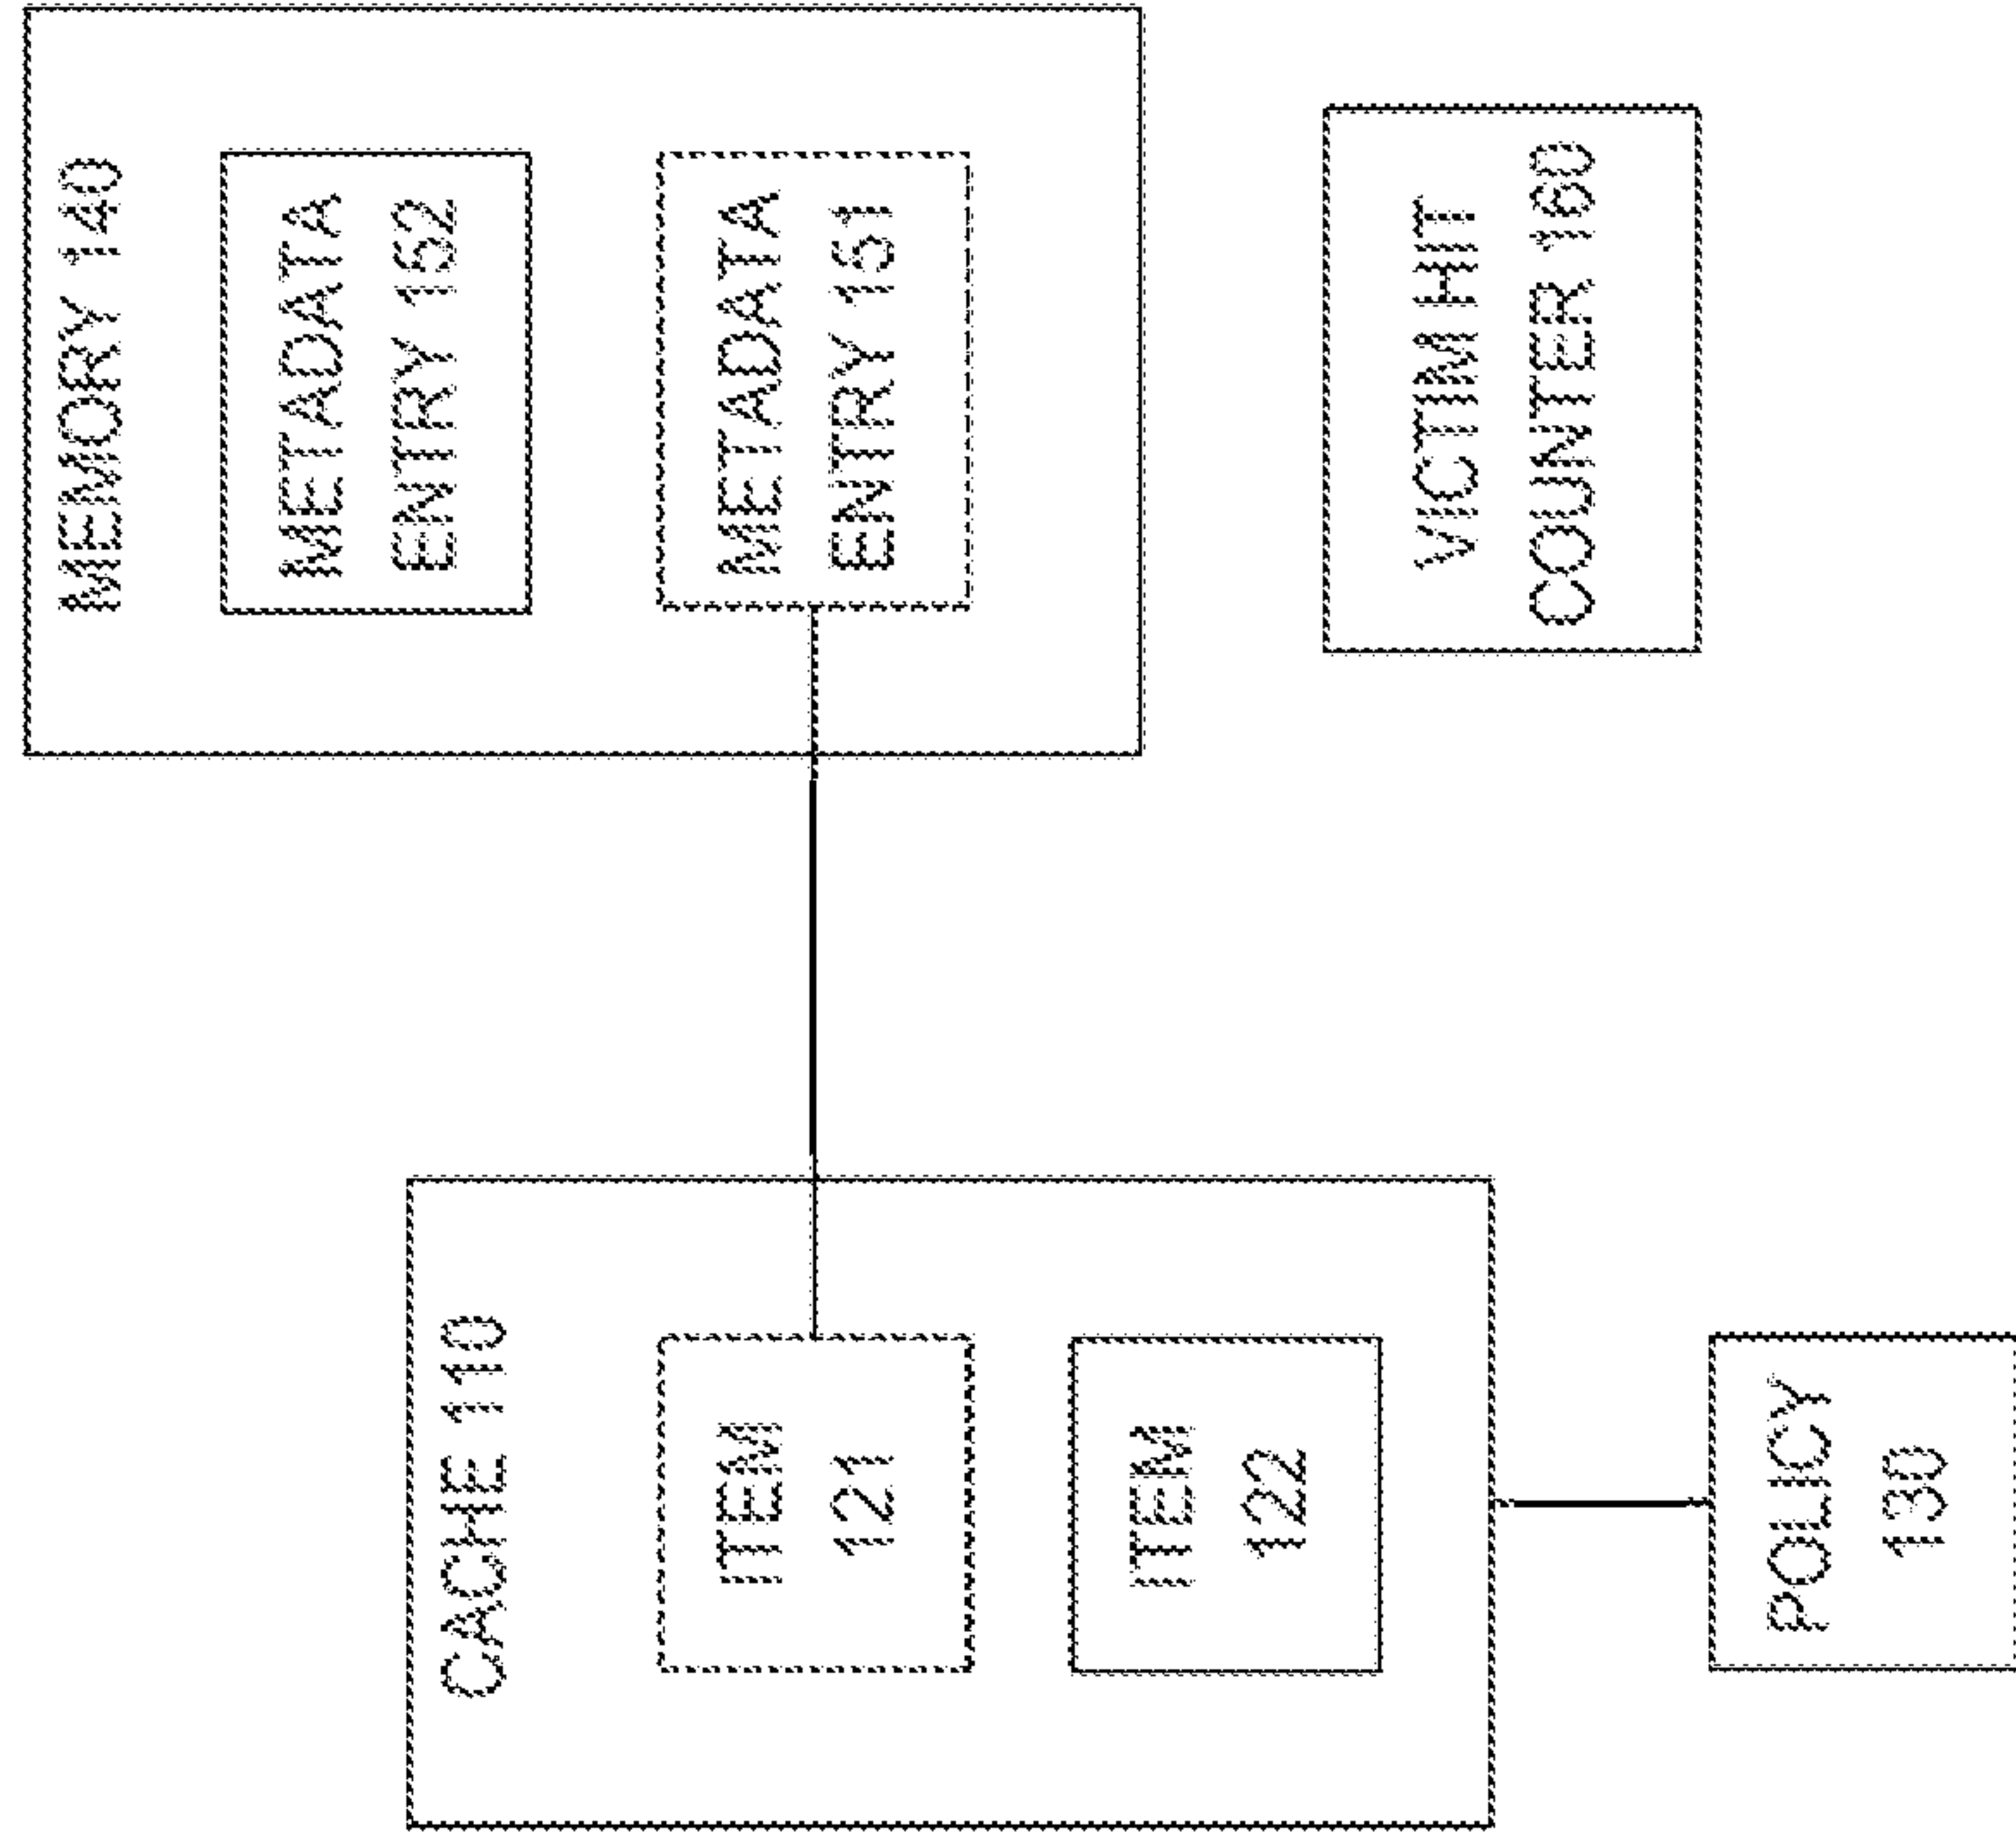 CACHE 110
ITEM
121
ITEM
122
POLICY
130
MEMORY 140
METADATA
ENTRY 152
METADATA
ENTRY 151
VICTIM HIT
COUNTER 160